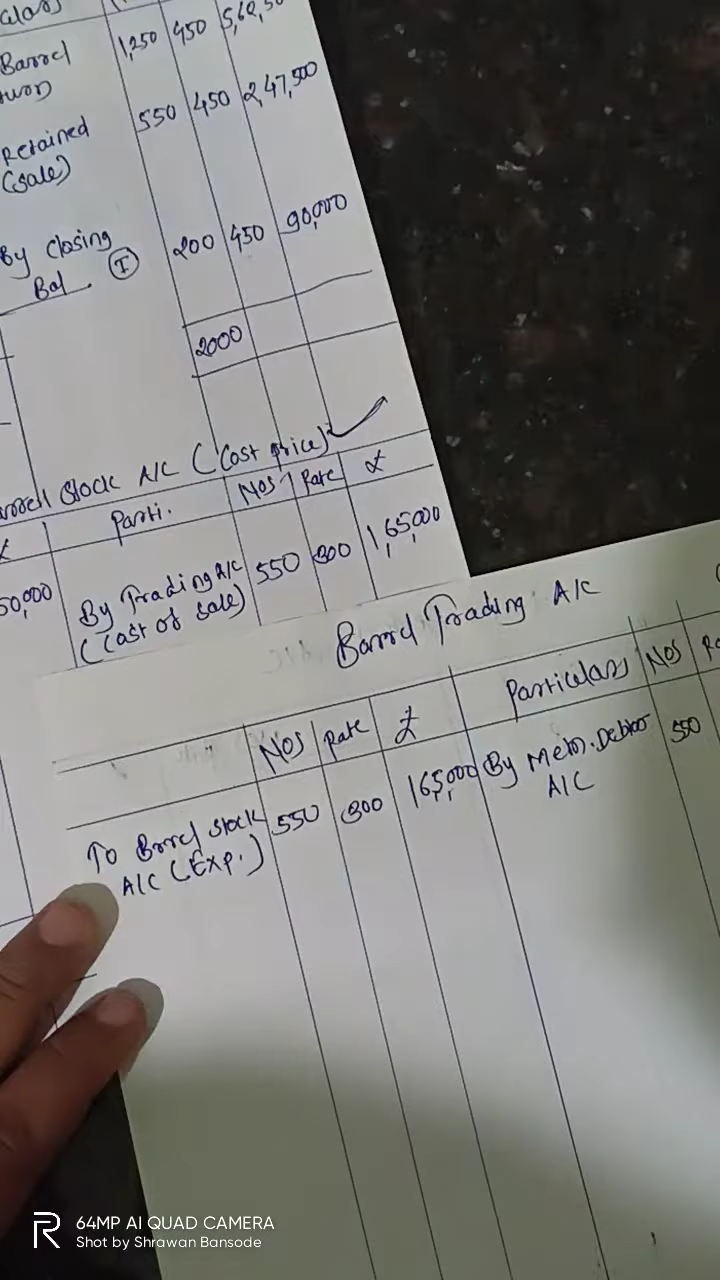 Barrel 1,250 450 5,62,50
Retained 550 450 2,47,500
(sale)
By Closing 200 450 90,000
Bal. I
2000
Stock A/C (Cost price)
Parti. Nos Rate ₹
50,000 By Trading A/C 550 300 1,65,000
(Cost of sale)
Barrel Trading A/C
Nos Rate ₹ Particulars Nos
To Barrel Stock 550 300 1,65,000 By Mem. Debtor 550
A/C (Exp.) A/C
64MP AI QUAD CAMERA
Shot by Shrawan Bansode